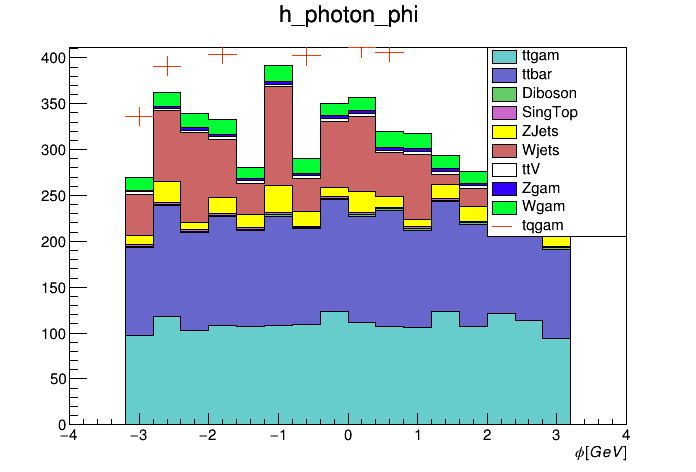 h_photon_phi
400
350
300
250
200
150
100
50
0
−4 −3 −2 −1 0 1 2 3 4
ϕ[GeV]
ttgam
ttbar
Diboson
SingTop
ZJets
Wjets
ttV
Zgam
Wgam
tqgam